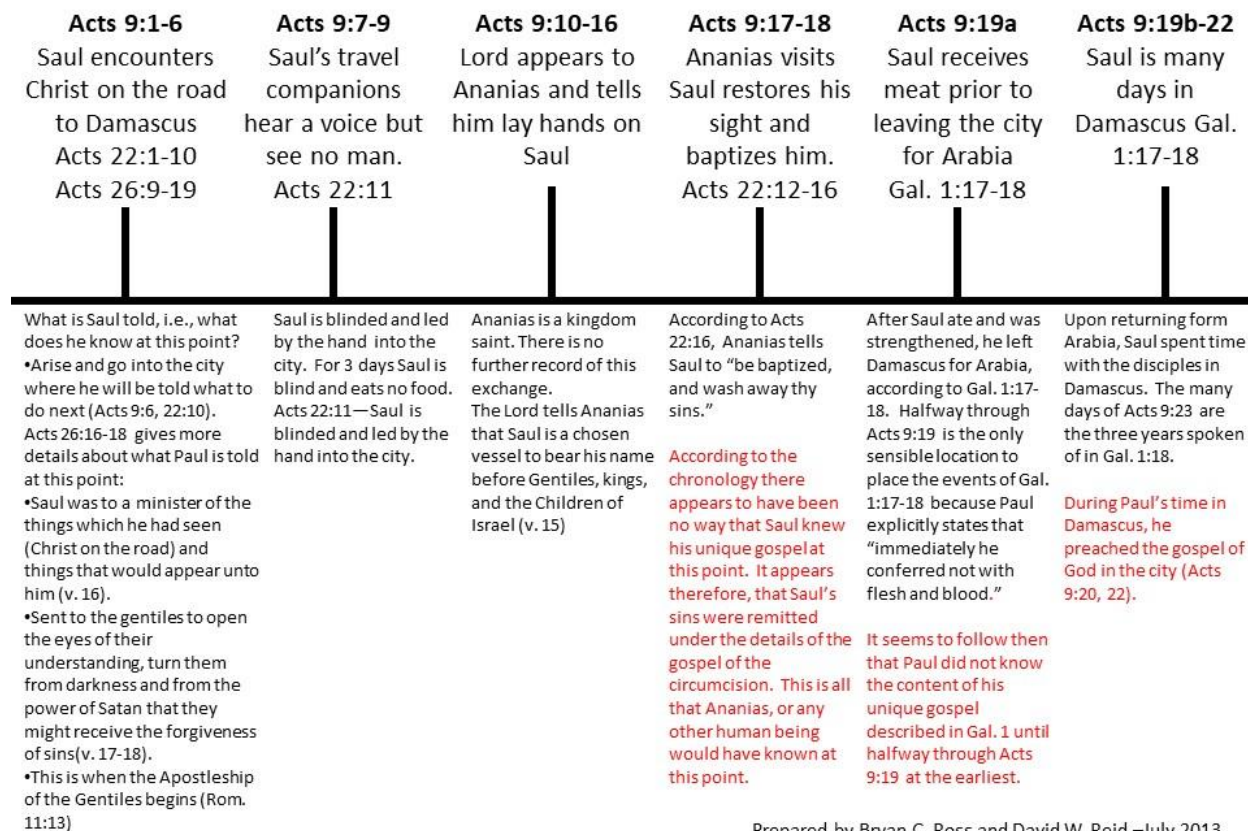 Acts 9:1-6
Saul encounters
Christ on the road
to Damascus
Acts 22:1-10
Acts 26:9-19
Acts 9:7-9
Saul's travel
companions
hear a voice but
see no man.
Acts 22:11
Acts 9:10-16
Lord appears to
Ananias and tells
him lay hands on
Saul
Acts 9:17-18
Ananias visits
Saul restores his
sight and
baptizes him.
Acts 22:12-16
Acts 9:19a
Saul receives
meat prior to
leaving the city
for Arabia
Gal. 1:17-18
Acts 9:19b-22
Saul is many
days in
Damascus Gal.
1:17-18
What is Saul told, i.e., what
does he know at this point?
•Arise and go into the city
where he will be told what to
do next (Acts 9:6, 22:10).
Acts 26:16-18 gives more
details about what Paul is told
at this point:
•Saul was to a minister of the
things which he had seen
(Christ on the road) and
things that would appear unto
him (v. 16).
•Sent to the gentiles to open
the eyes of their
understanding, turn them
from darkness and from the
power of Satan that they
might receive the forgiveness
of sins(v. 17-18).
•This is when the Apostleship
of the Gentiles begins (Rom.
11:13)
Saul is blinded and led
by the hand into the
city. For 3 days Saul is
blind and eats no food.
Acts 22:11—Saul is
blinded and led by the
hand into the city.
Ananias is a kingdom
saint. There is no
further record of this
exchange.
The Lord tells Ananias
that Saul is a chosen
vessel to bear his name
before Gentiles, kings,
and the Children of
Israel (v. 15)
According to Acts
22:16, Ananias tells
Saul to "be baptized,
and wash away thy
sins."
According to the
chronology there
appears to have been
no way that Saul knew
his unique gospel at
this point. It appears
therefore, that Saul's
sins were remitted
under the details of the
gospel of the
circumcision. This is all
that Ananias, or any
other human being
would have known at
this point.
After Saul ate and was
strengthened, he left
Damascus for Arabia,
according to Gal. 1:17-
18. Halfway through
Acts 9:19 is the only
sensible location to
place the events of Gal.
1:17-18 because Paul
explicitly states that
"immediately he
conferred not with
flesh and blood."
It seems to follow then
that Paul did not know
the content of his
unique gospel
described in Gal. 1 until
halfway through Acts
9:19 at the earliest.
Upon returning form
Arabia, Saul spent time
with the disciples in
Damascus. The many
days of Acts 9:23 are
the three years spoken
of in Gal. 1:18.
During Paul's time in
Damascus, he
preached the gospel of
God in the city (Acts
9:20, 22).
Prepared by Bryan C. Ross and David W. Reid –July 2013